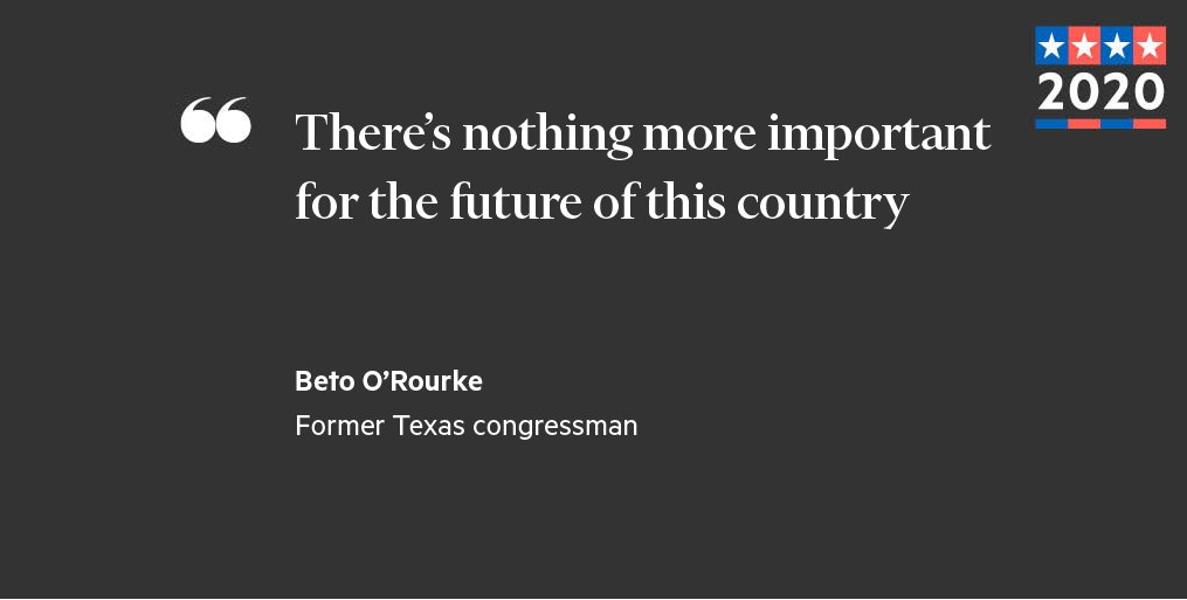 2020
“
There’s nothing more important
for the future of this country
Beto O’Rourke
Former Texas congressman